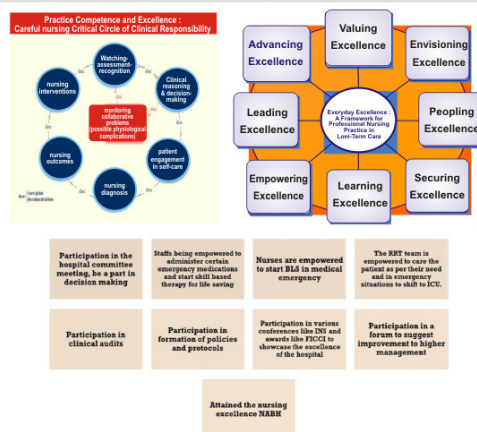 Practice Competence and Excellence :
Careful nursing Critical Circle of Clinical Responsibility
Watching-
assessment-
recognition
Clinical
reasoning &
decision-
making
patient
engagement
in self-care
nursing
diagnosis
nursing
outcomes
nursing
interventions
monitoring
collaborative
problems
(possible physiological
complications)
Valuing
Excellence
Envisioning
Excellence
Peopling
Excellence
Securing
Excellence
Learning
Excellence
Empowering
Excellence
Leading
Excellence
Advancing
Excellence
Everyday Excellence :
A Framework for
Professional Nursing
Practice in
Loni-Term Care
Participation in the
hospital committee
meeting, be a part in
decision making
Staffs being empowered to
administer certain
emergency medications
and start skill based
therapy for life saving
Nurses are empowered
to start BLS in medical
emergency
The RRT team is
empowered to care the
patient as per their need
and in emergency
situations to shift to ICU.
Participation in
clinical audits
Participation in
formation of policies
and protocols
Participation in various
conferences like INS and
awards like FICCI to
showcase the excellence
of the hospital
Participation in
a forum to suggest
improvement to higher
management
Attained the nursing
excellence NABH